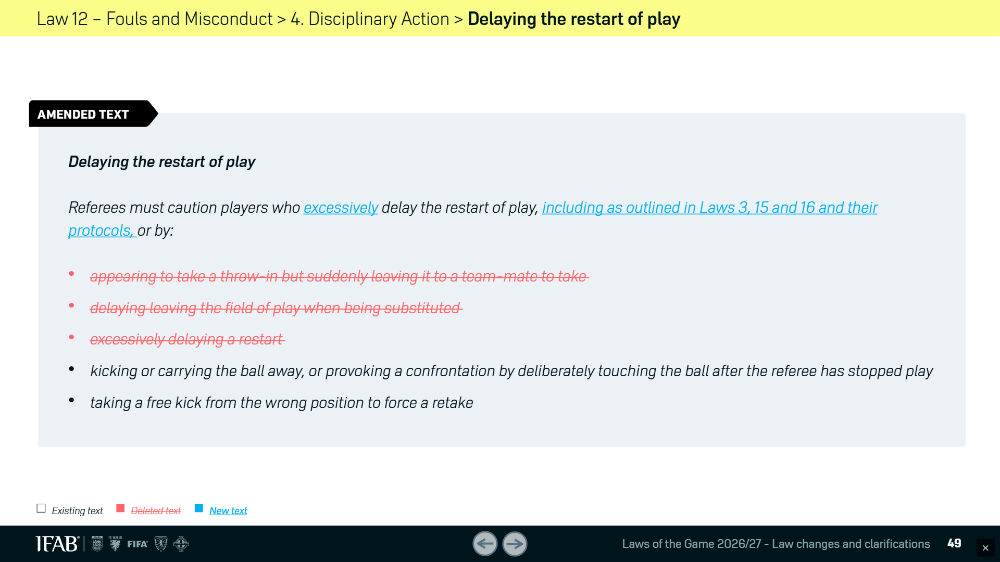 Law 12 – Fouls and Misconduct > 4. Disciplinary Action > Delaying the restart of play
AMENDED TEXT
Delaying the restart of play
Referees must caution players who excessively delay the restart of play, including as outlined in Laws 3, 15 and 16 and their
protocols, or by:
• appearing to take a throw-in but suddenly leaving it to a team-mate to take
• delaying leaving the field of play when being substituted
• excessively delaying a restart
• kicking or carrying the ball away, or provoking a confrontation by deliberately touching the ball after the referee has stopped play
• taking a free kick from the wrong position to force a retake
Existing text Deleted text New text
IFAB FA WALES FIFA Laws of the Game 2026/27 - Law changes and clarifications 49